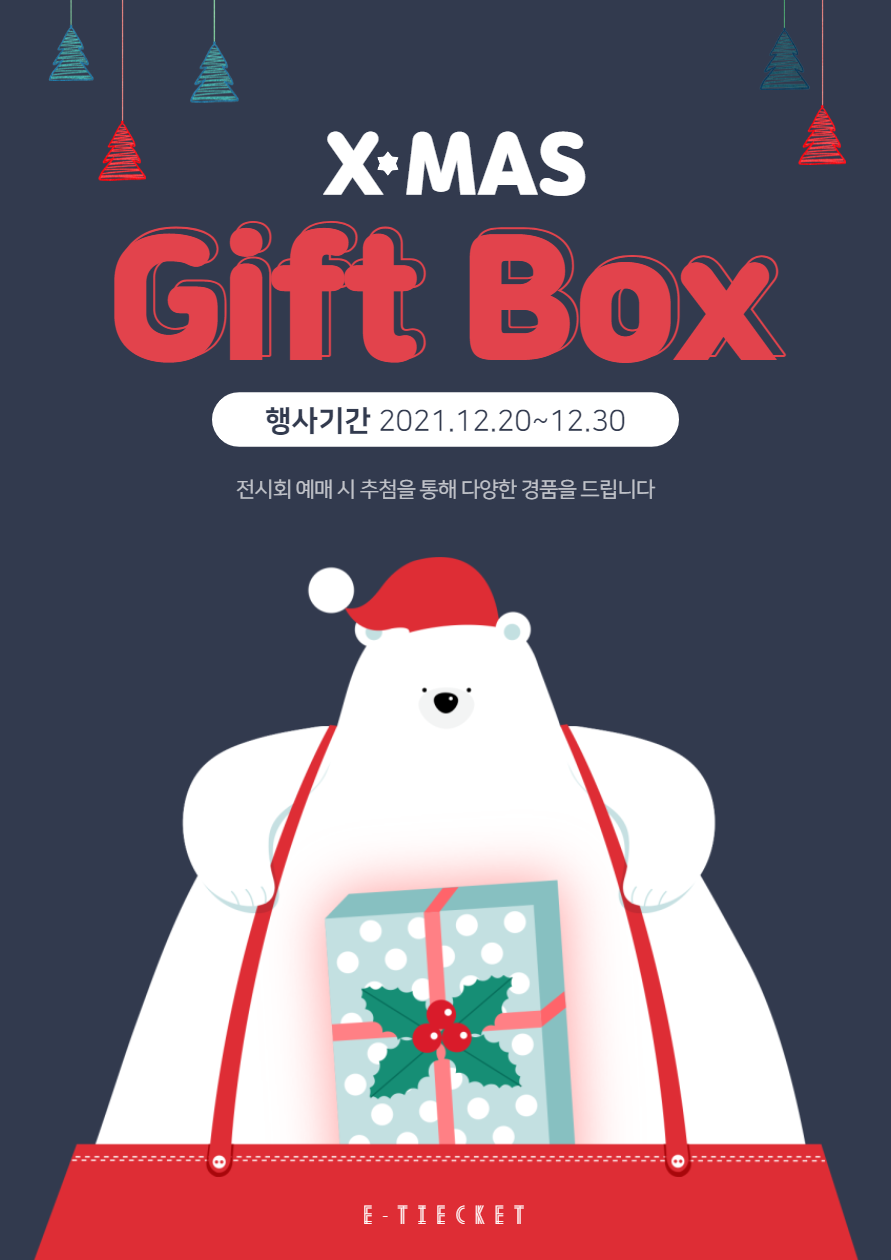 X*MAS
Gift Box
행사기간 2021.12.20~12.30
전시회 예매 시 추첨을 통해 다양한 경품을 드립니다
E-TIECKET